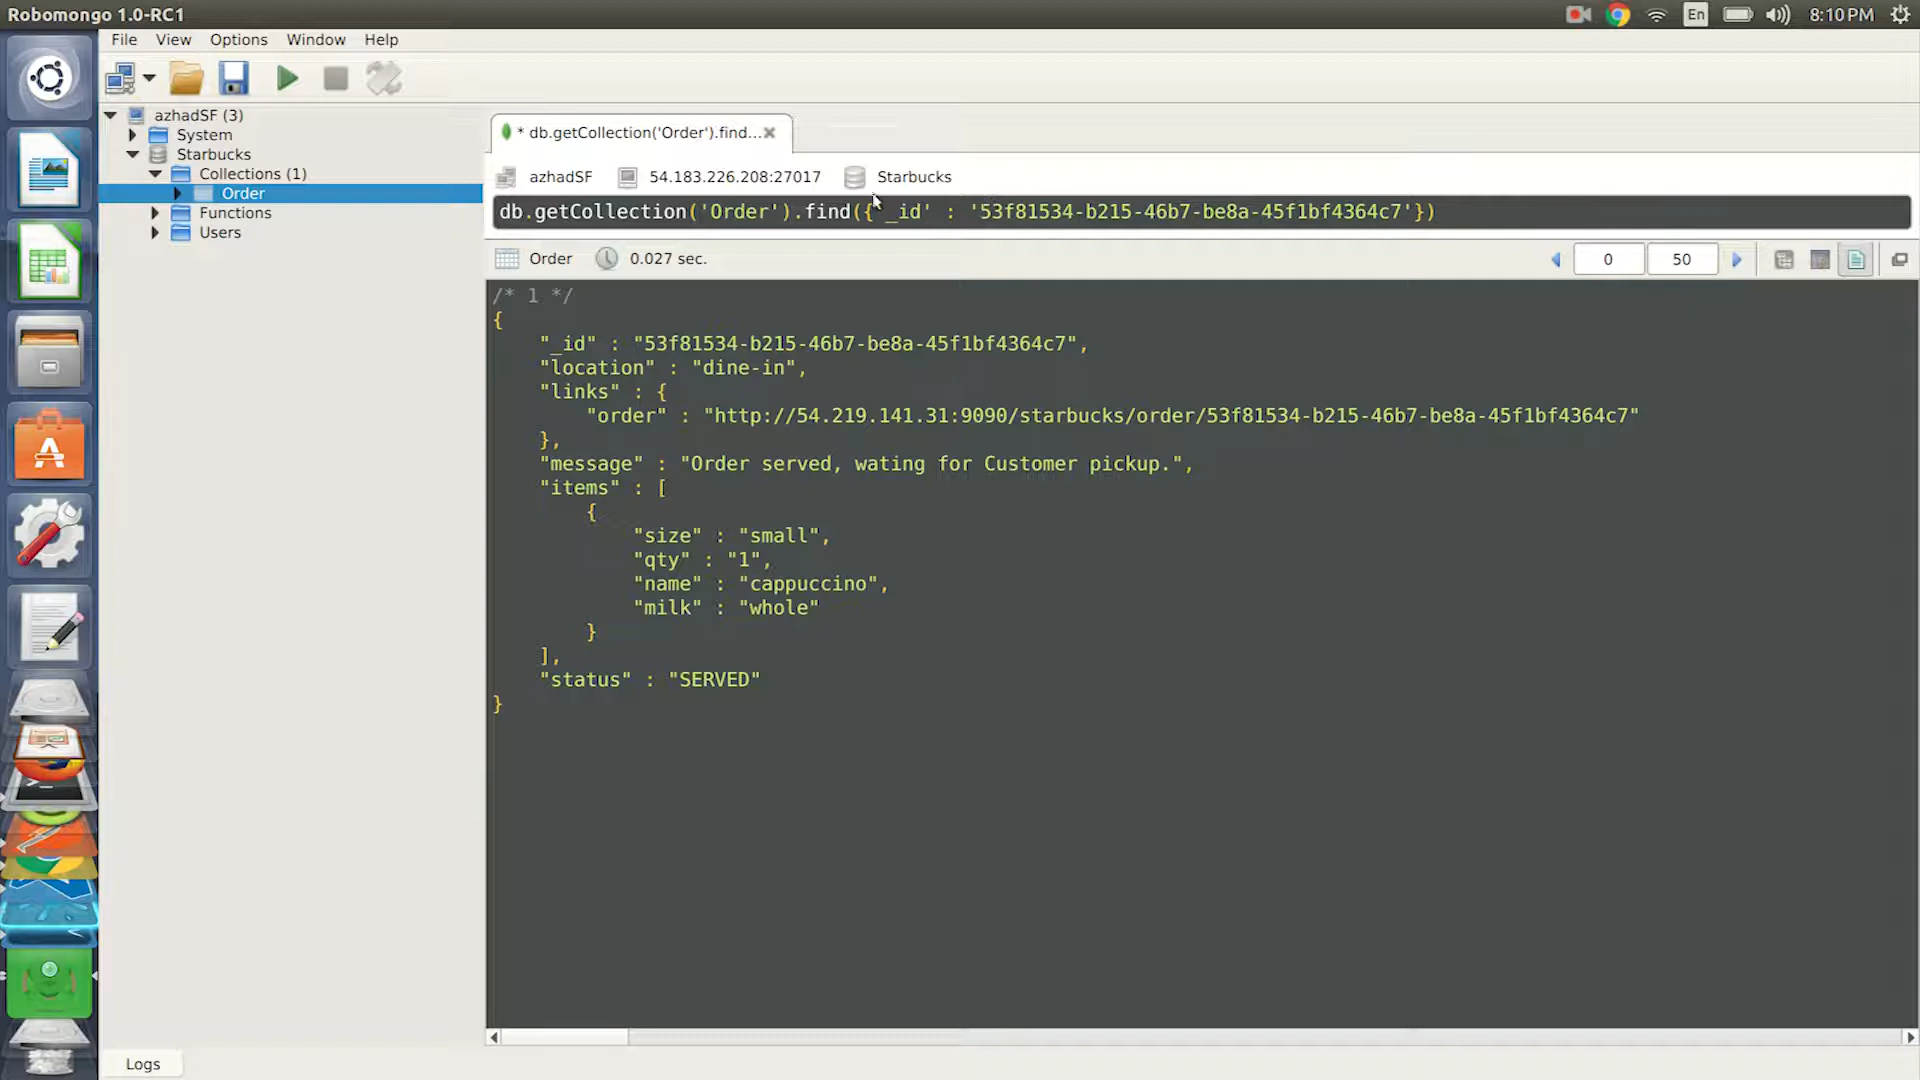 Robomongo 1.0-RC1
En
8:10 PM
File View Options Window Help
azhadSF (3)
System
Starbucks
Collections (1)
Order
Functions
Users
* db.getCollection('Order').find...
azhadSF 54.183.226.208:27017 Starbucks
db.getCollection('Order').find({'_id' : '53f81534-b215-46b7-be8a-45f1bf4364c7'})
Order 0.027 sec. 0 50
/* 1 */
{
"_id" : "53f81534-b215-46b7-be8a-45f1bf4364c7",
"location" : "dine-in",
"links" : {
"order" : "http://54.219.141.31:9090/starbucks/order/53f81534-b215-46b7-be8a-45f1bf4364c7"
},
"message" : "Order served, wating for Customer pickup.",
"items" : [
{
"size" : "small",
"qty" : "1",
"name" : "cappuccino",
"milk" : "whole"
}
],
"status" : "SERVED"
}
Logs